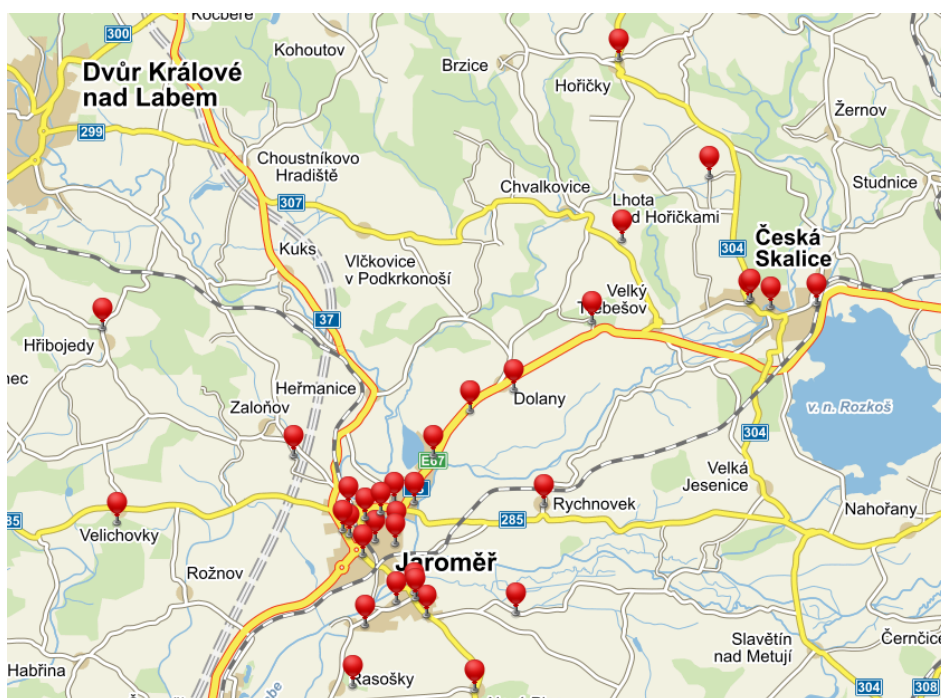 Kocbeře
300
Kohoutov
Brzice
Hořičky
Dvůr Králové
nad Labem
299
Žernov
Choustníkovo
Hradiště
Chvalkovice
Studnice
307
Lhota
d Hořičkami
Kuks
Vlčkovice
v Podkrkonoší
304
Česká
Skalice
Velký
Třebešov
37
Hřibojedy
nec
Heřmanice
Zaloňov
Dolany
v. n. Rozkoš
304
E67
Velká
Jesenice
Rychnovek
285
Nahořany
285
Velichovky
Jaroměř
Rožnov
Slavětín
nad Metují
Černčice
Habřina
Rasošky
304
308